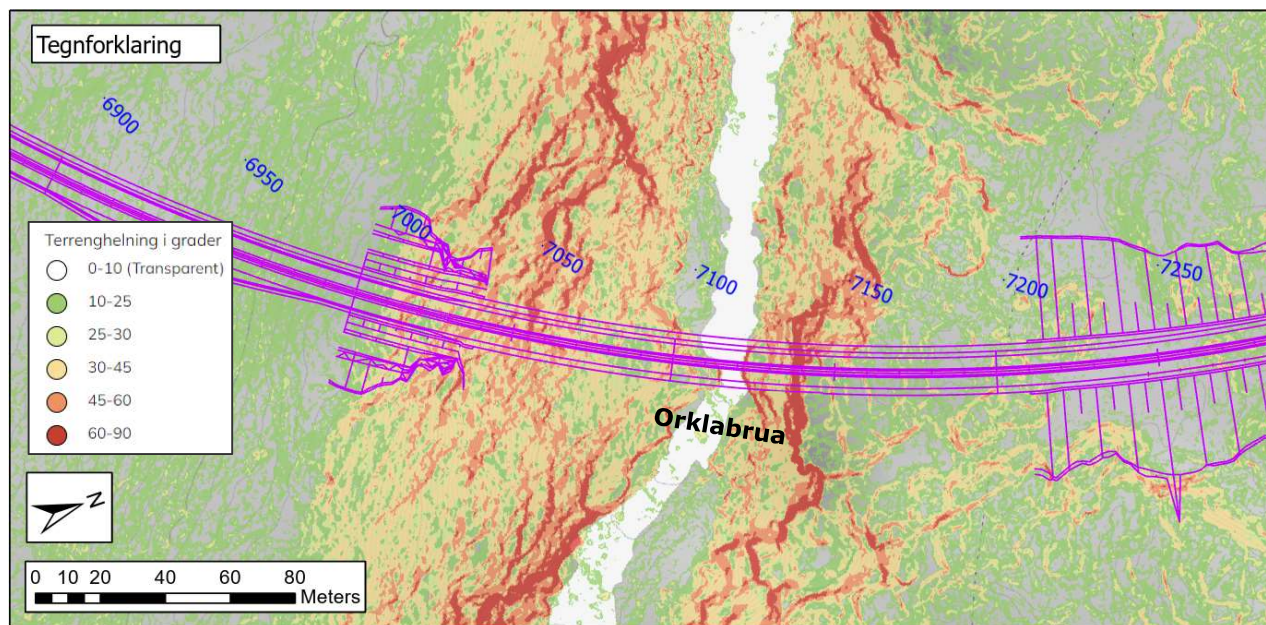 Tegnforklaring
6900
6950
7000
7050
7100
7150
7200
7250
Terrenghelning i grader
0-10 (Transparent)
10-25
25-30
30-45
45-60
60-90
Orklabrua
N
0 10 20 40 60 80
Meters